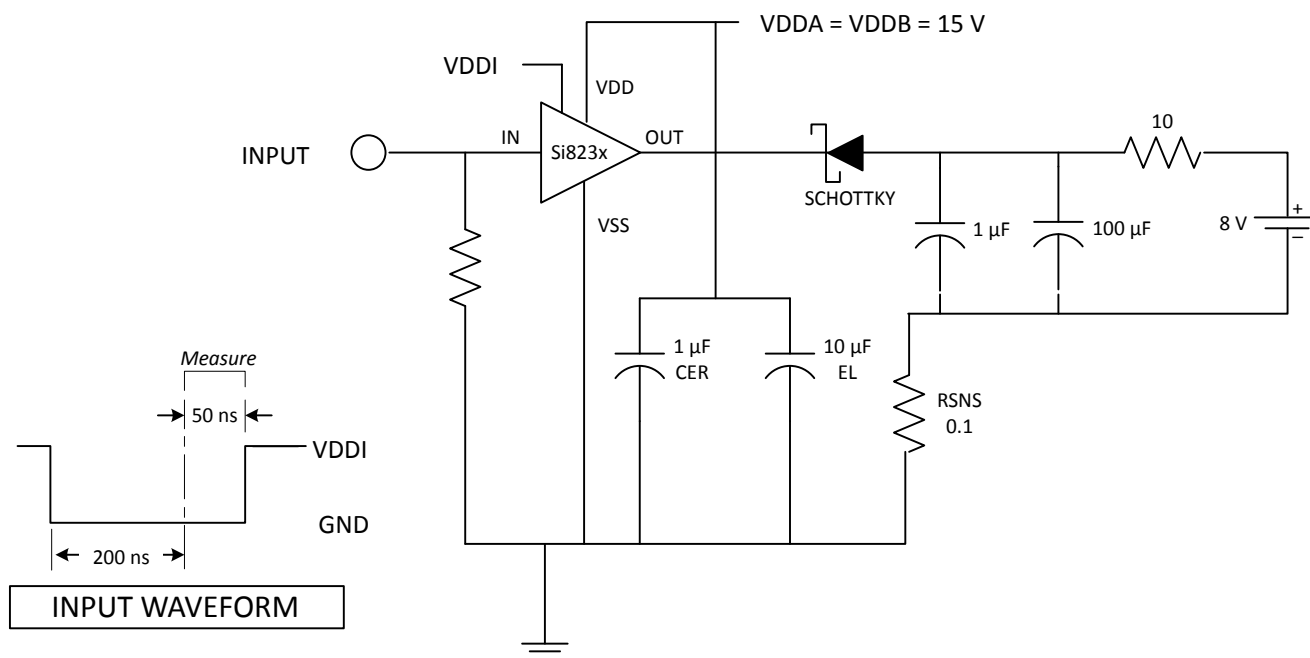 VDDA = VDDB = 15 V
VDDI
VDD
10
INPUT
IN
Si823x
OUT
SCHOTTKY
VSS
1 µF
100 µF
8 V
+
–
1 µF
CER
10 µF
EL
RSNS
0.1
Measure
50 ns
VDDI
GND
200 ns
INPUT WAVEFORM